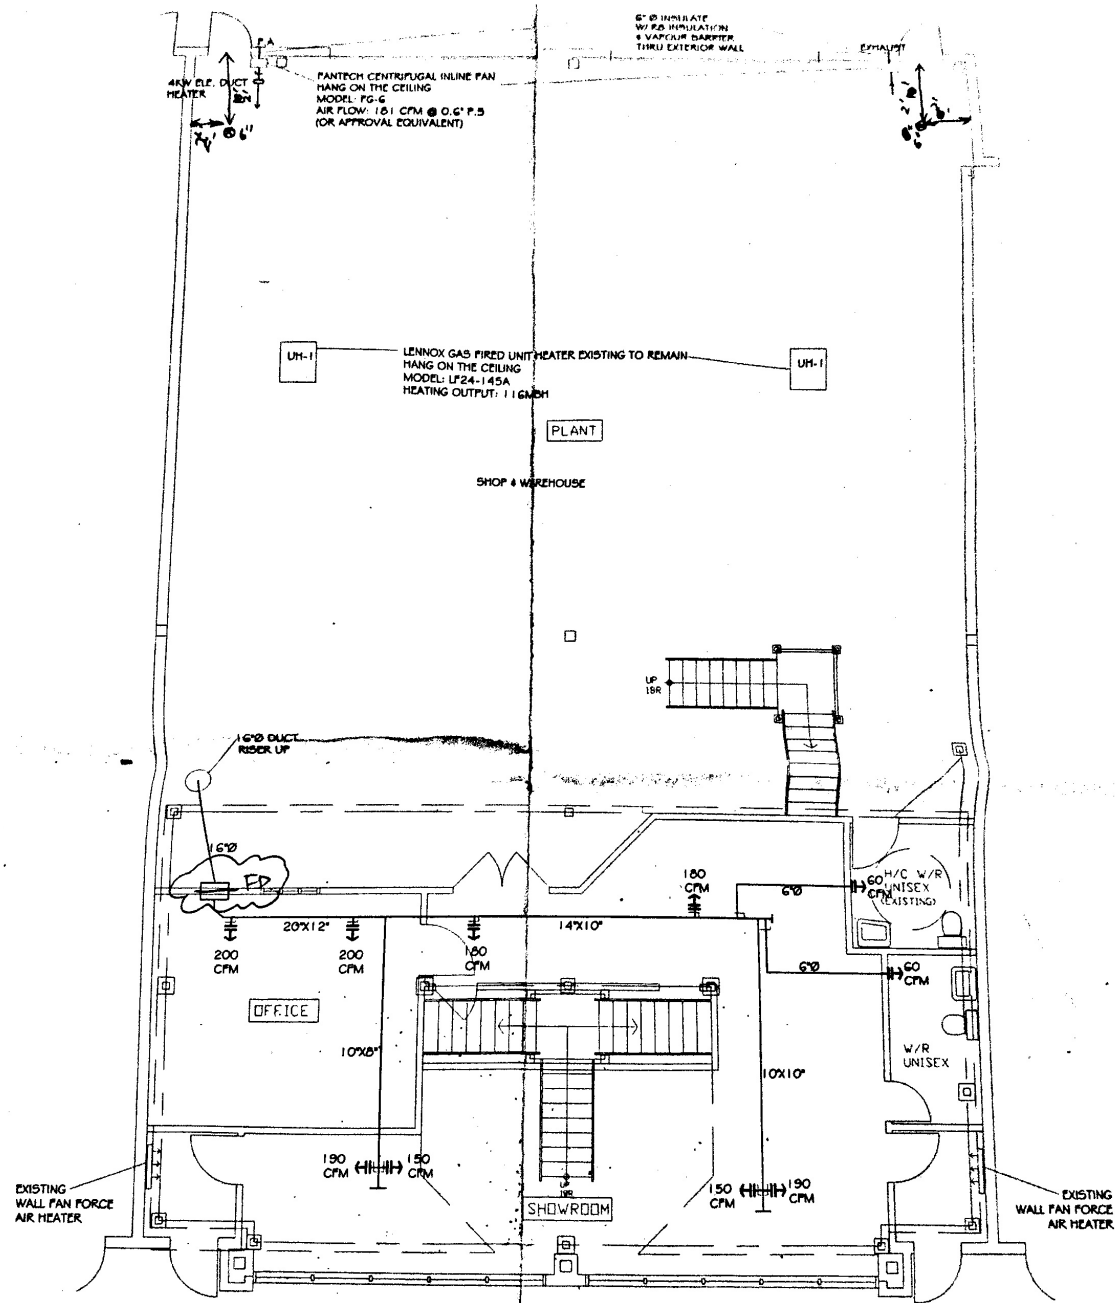 6"Ø INSULATE
W/ R8 INSULATION
& VAPOUR BARRIER
THRU EXTERIOR WALL
EXHAUST
4KW ELE. DUCT
HEATER
FANTECH CENTRIFUGAL INLINE FAN
HANG ON THE CEILING
MODEL: FG-6
AIR FLOW: 181 CFM @ 0.6" P.S
(OR APPROVAL EQUIVALENT)
6"
6"
UH-1
LENNOX GAS FIRED UNIT HEATER EXISTING TO REMAIN
HANG ON THE CEILING
MODEL: LF24-145A
HEATING OUTPUT: 116MBH
UH-1
PLANT
SHOP & WAREHOUSE
UP
18R
16"Ø DUCT
RISER UP
16"Ø
FD
180
CFM
6"Ø
60
CFM
H/C W/R
UNISEX
(EXISTING)
20"X12"
14"X10"
200
CFM
200
CFM
180
CFM
6"Ø
60
CFM
OFFICE
10"X8"
10"X10"
W/R
UNISEX
190
CFM
150
CFM
UP
18R
150
CFM
190
CFM
SHOWROOM
EXISTING
WALL FAN FORCE
AIR HEATER
EXISTING
WALL FAN FORCE
AIR HEATER